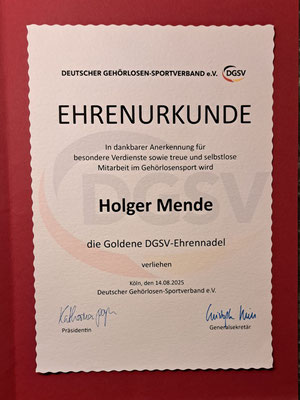 DEUTSCHER GEHÖRLOSEN-SPORTVERBAND e.V. DGSV
EHRENURKUNDE
In dankbarer Anerkennung für
besondere Verdienste sowie treue und selbstlose
Mitarbeit im Gehörlosensport wird
Holger Mende
die Goldene DGSV-Ehrennadel
verliehen
Köln, den 14.08.2025
Deutscher Gehörlosen-Sportverband e.V.
Präsidentin
Generalsekretär
DGSV